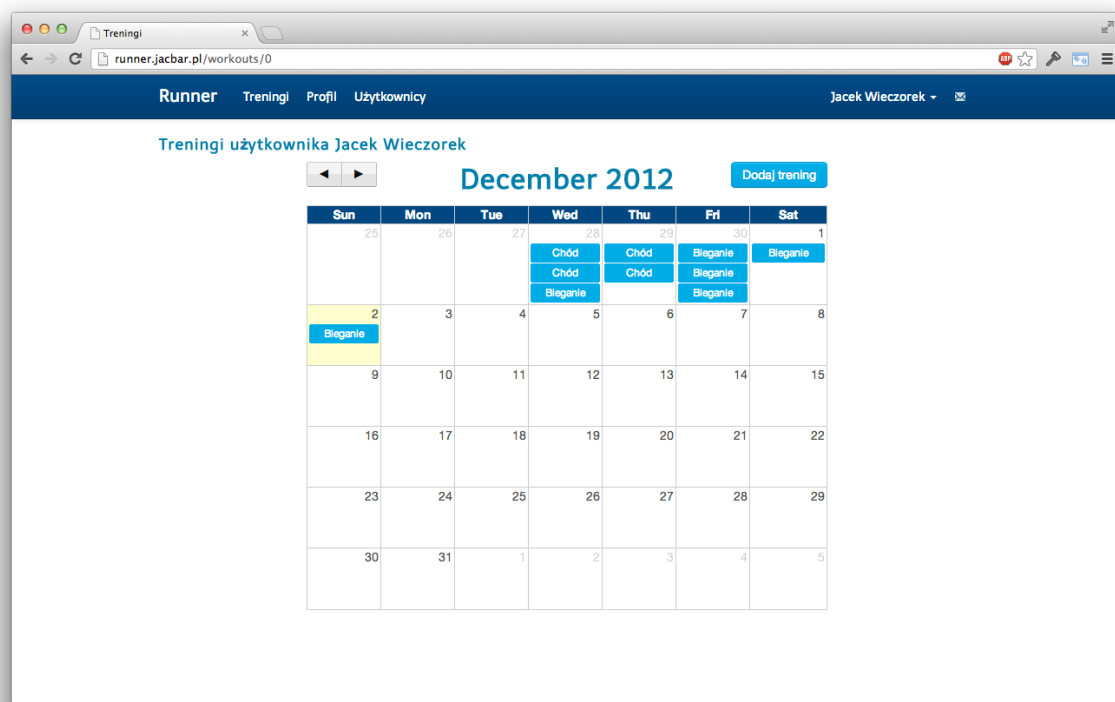 Treningi
runner.jacbar.pl/workouts/0
ABP
Runner Treningi Profil Użytkownicy Jacek Wieczorek
Treningi użytkownika Jacek Wieczorek
December 2012 Dodaj trening
Sun Mon Tue Wed Thu Fri Sat
25 26 27 28 29 30 1
Chód Chód Bieganie Bieganie
Chód Chód Bieganie
Bieganie Bieganie
2 3 4 5 6 7 8
Bieganie
9 10 11 12 13 14 15
16 17 18 19 20 21 22
23 24 25 26 27 28 29
30 31 1 2 3 4 5